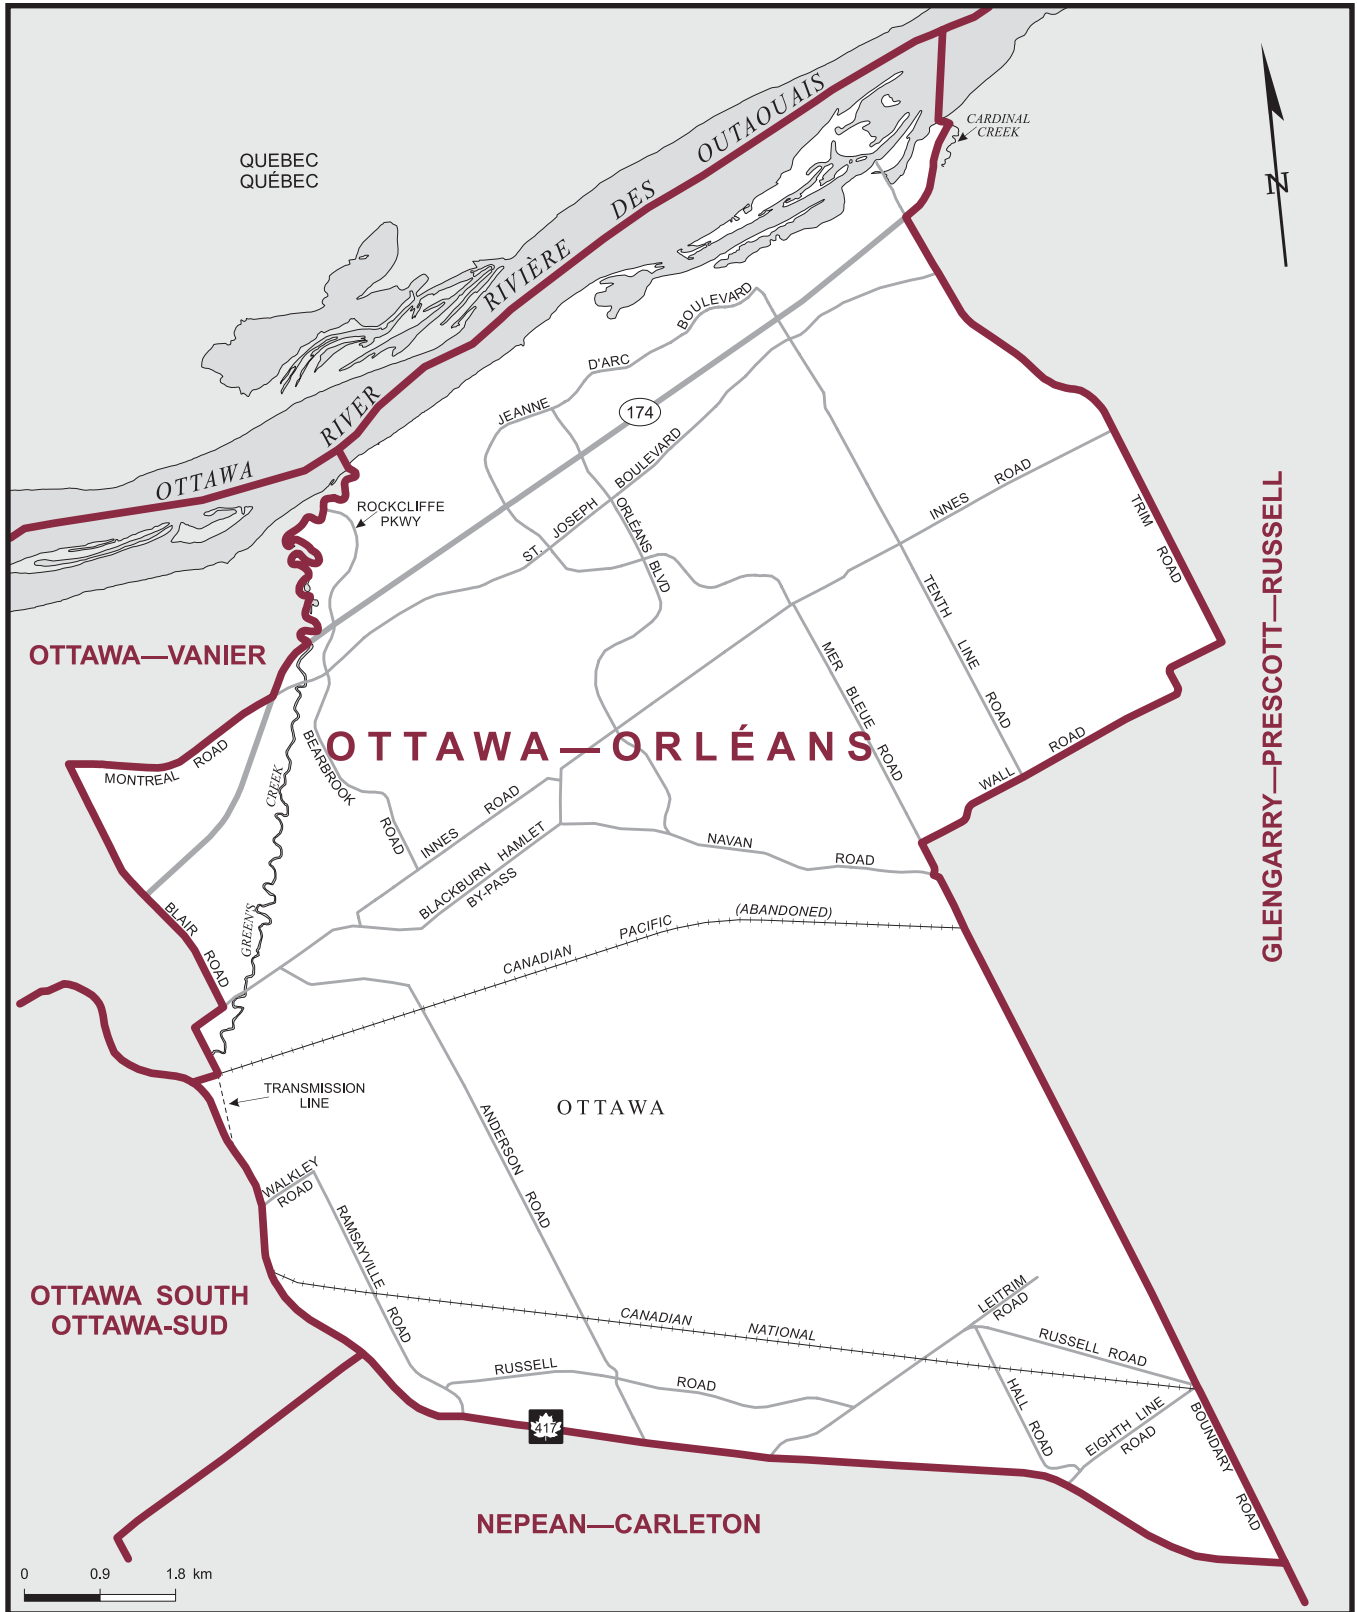 QUEBEC
QUÉBEC
OTTAWA RIVER
RIVIÈRE DES OUTAOUAIS
CARDINAL
CREEK
N
JEANNE D'ARC BOULEVARD
174
ROCKCLIFFE
PKWY
ST. JOSEPH BOULEVARD
ORLÉANS BLVD
INNES ROAD
TRIM ROAD
TENTH LINE ROAD
MER BLEUE ROAD
WALL ROAD
OTTAWA—VANIER
OTTAWA—ORLÉANS
GLENGARRY—PRESCOTT—RUSSELL
MONTREAL ROAD
BEARBROOK ROAD
GREEN'S CREEK
INNES ROAD
BLACKBURN HAMLET
BY-PASS
NAVAN ROAD
BLAIR ROAD
CANADIAN PACIFIC (ABANDONED)
TRANSMISSION
LINE
OTTAWA
ANDERSON ROAD
WALKLEY
ROAD
RAMSAYVILLE ROAD
OTTAWA SOUTH
OTTAWA-SUD
CANADIAN NATIONAL
LEITRIM
ROAD
RUSSELL ROAD
RUSSELL ROAD
HALL ROAD
EIGHTH LINE
ROAD
BOUNDARY ROAD
417
NEPEAN—CARLETON
0 0.9 1.8 km